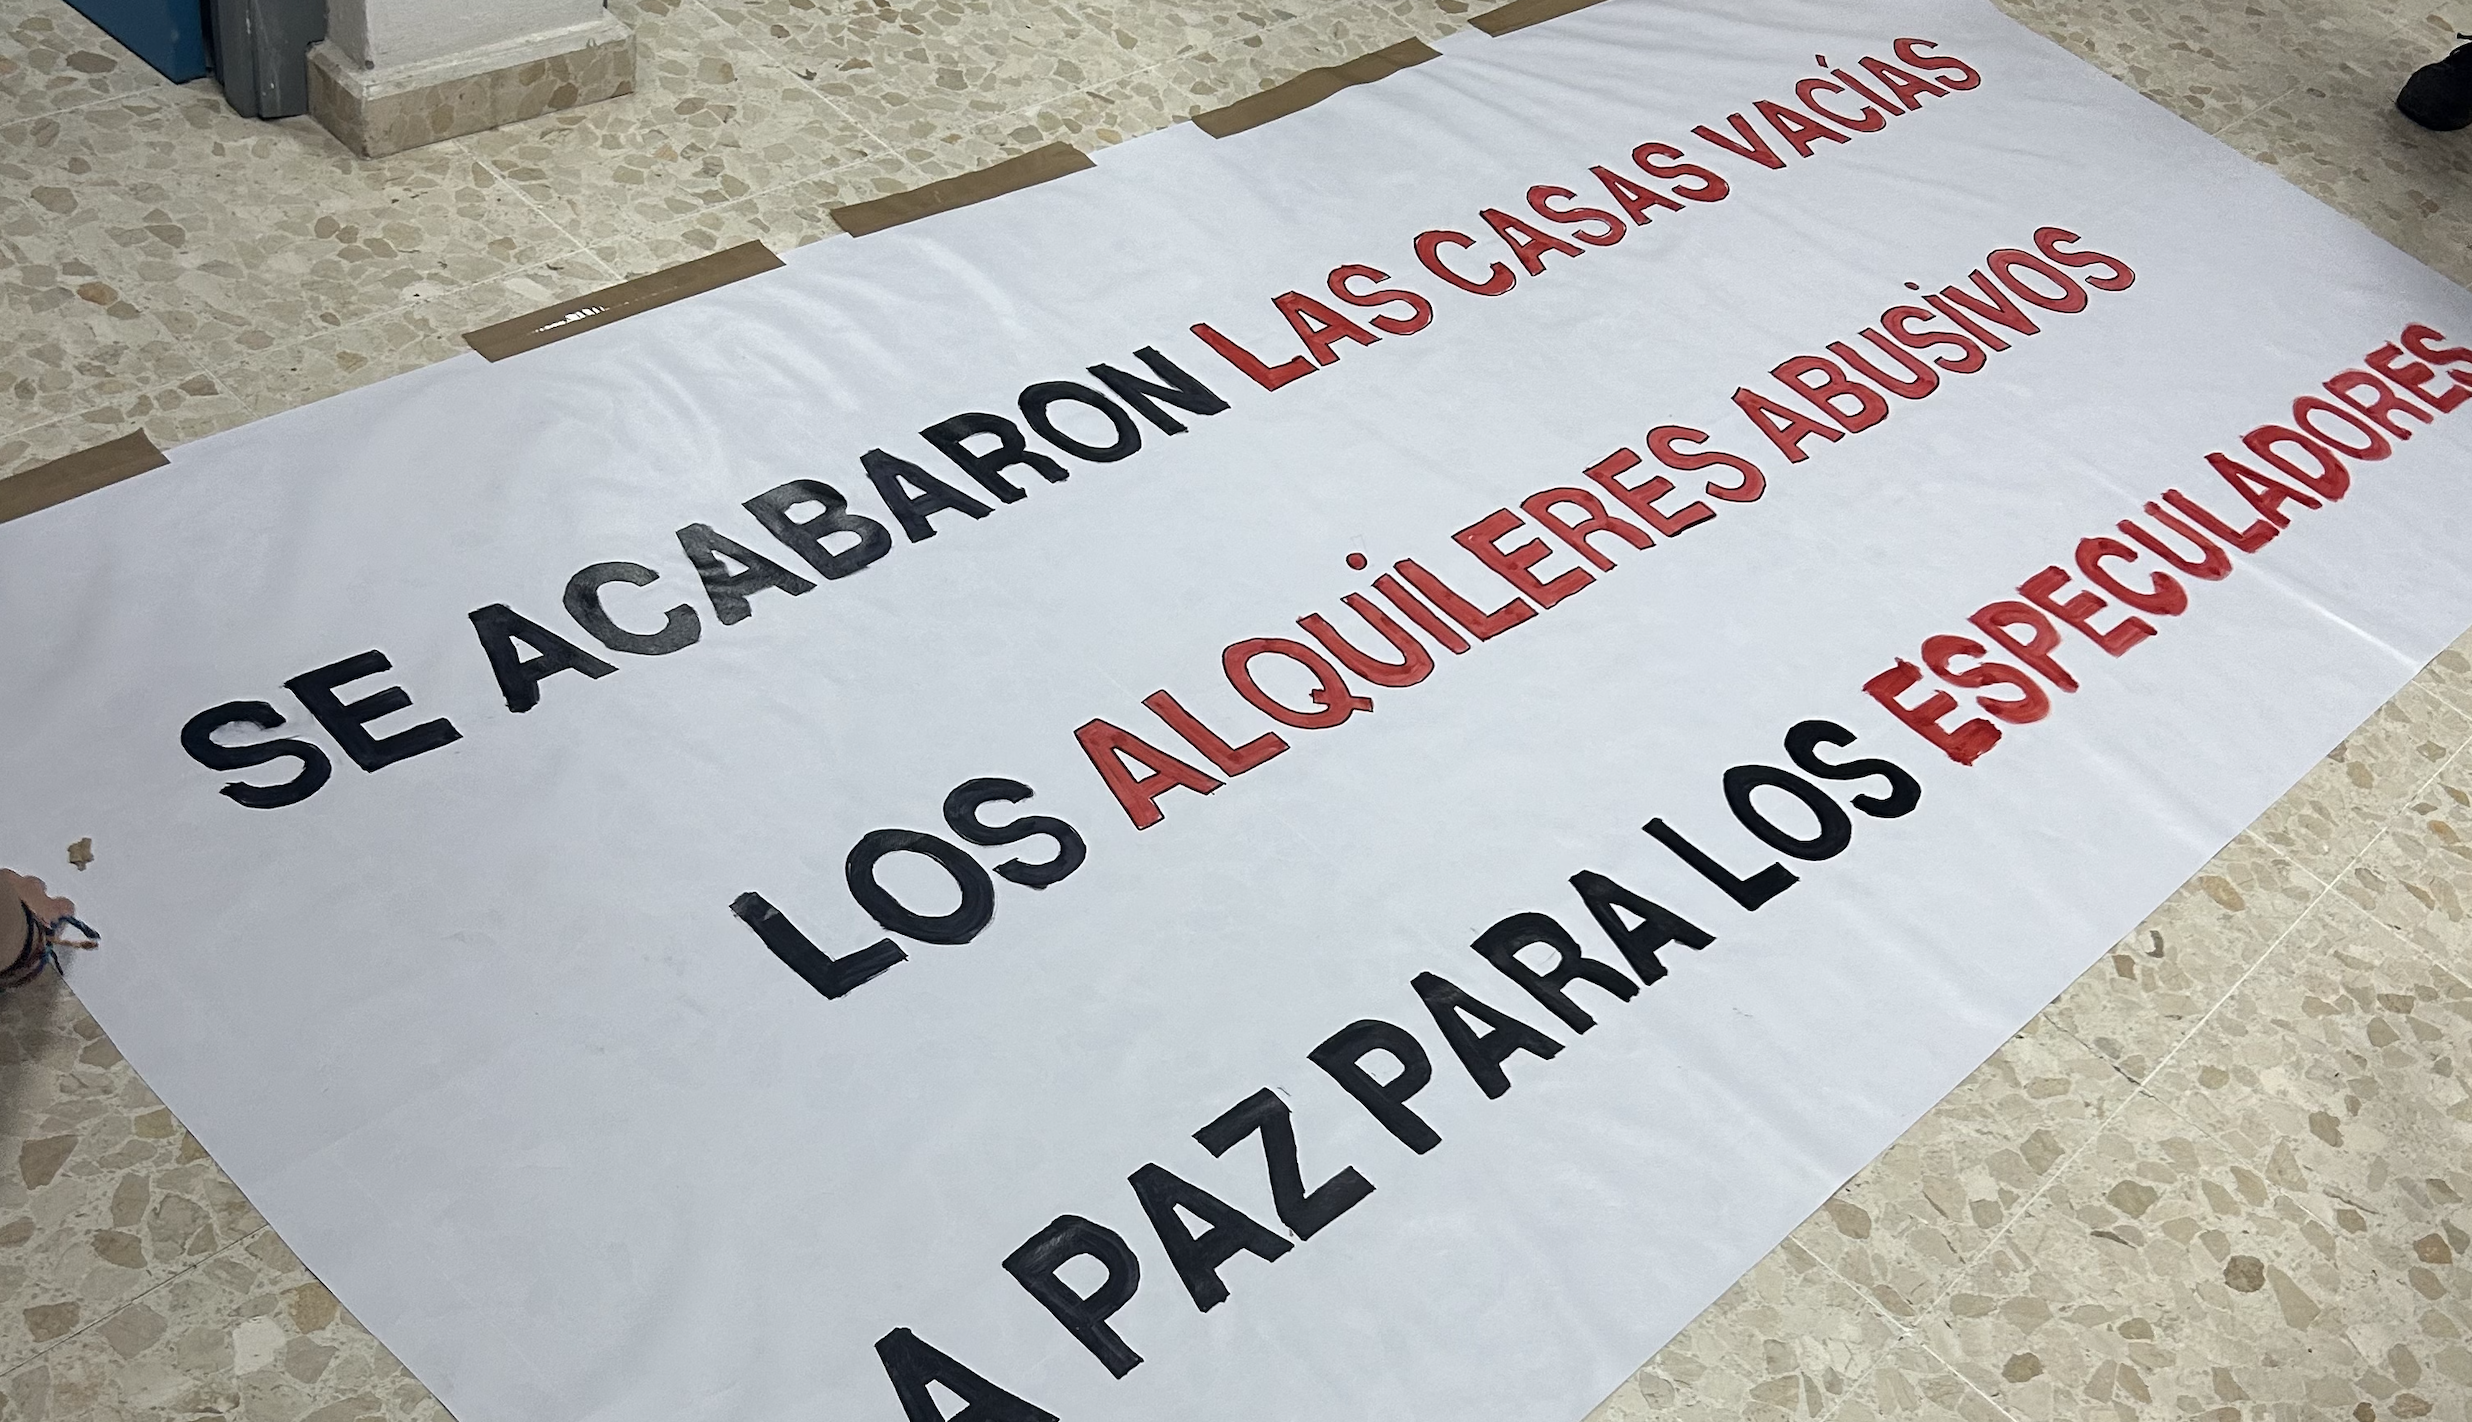 SE ACABARON LAS CASAS VACÍAS
LOS ALQUILERES ABUSIVOS
A PAZ PARA LOS ESPECULADORES